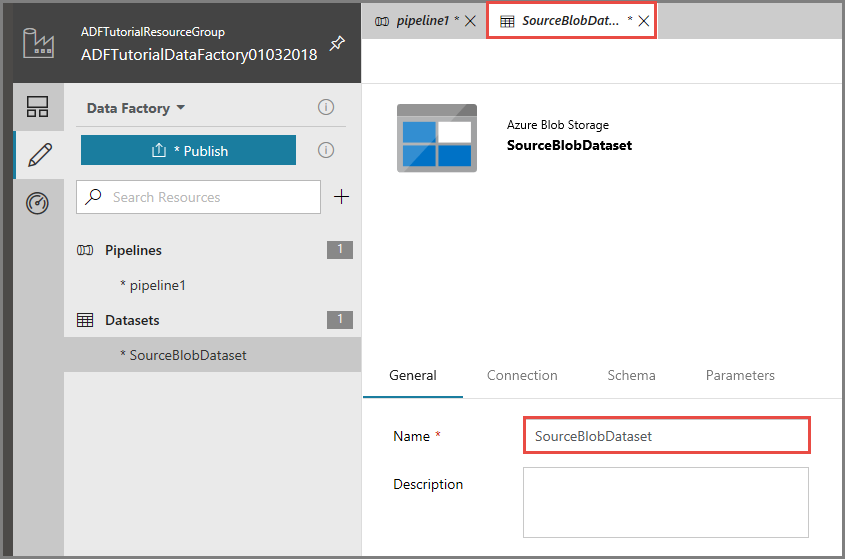 ADFTutorialResourceGroup
ADFTutorialDataFactory01032018
pipeline1 *
SourceBlobDat... *
Data Factory
* Publish
Search Resources
Pipelines 1
* pipeline1
Datasets 1
* SourceBlobDataset
Azure Blob Storage
SourceBlobDataset
General Connection Schema Parameters
Name * SourceBlobDataset
Description